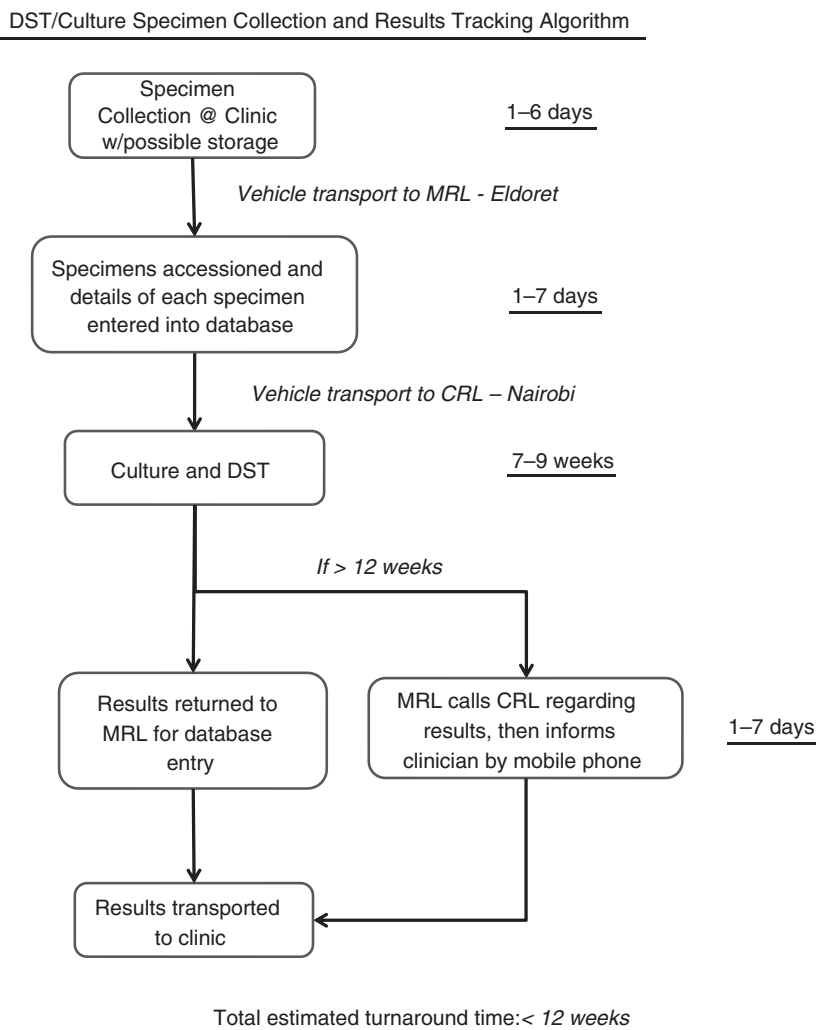 DST/Culture Specimen Collection and Results Tracking Algorithm
Specimen
Collection @ Clinic
w/possible storage
1–6 days
Vehicle transport to MRL - Eldoret
Specimens accessioned and
details of each specimen
entered into database
1–7 days
Vehicle transport to CRL – Nairobi
Culture and DST
7–9 weeks
If > 12 weeks
Results returned to
MRL for database
entry
MRL calls CRL regarding
results, then informs
clinician by mobile phone
1–7 days
Results transported
to clinic
Total estimated turnaround time:< 12 weeks